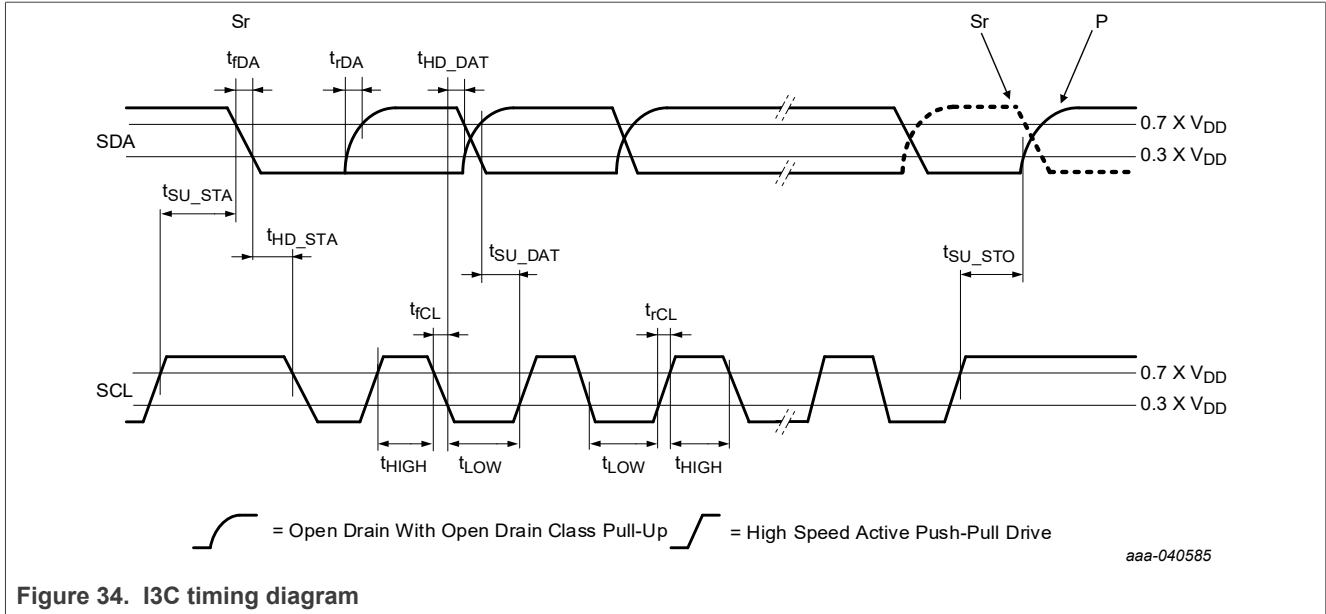 Sr
Sr
P
tfDA
trDA
tHD_DAT
SDA
0.7 X VDD
0.3 X VDD
tSU_STA
tHD_STA
tSU_DAT
tSU_STO
tfCL
trCL
SCL
0.7 X VDD
0.3 X VDD
tHIGH
tLOW
tLOW
tHIGH
= Open Drain With Open Drain Class Pull-Up
= High Speed Active Push-Pull Drive
aaa-040585
Figure 34. I3C timing diagram